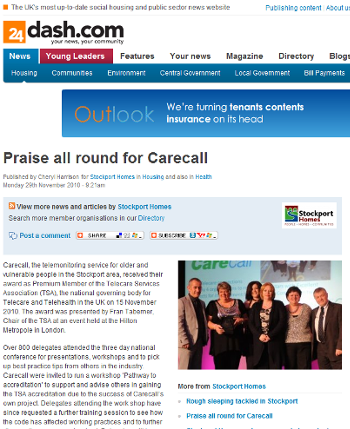 The UK's most up-to-date social housing and public sector news website
Publishing content About us
24dash.com
your news, your community
News Young Leaders Features Your news Magazine Directory Blogs
Housing Communities Environment Central Government Local Government Bill Payments
Outlook We're turning tenants contents
insurance on its head
Praise all round for Carecall
Published by Cheryl Harrison for Stockport Homes in Housing and also in Health
Monday 29th November 2010 - 9:21am
View more news and articles by Stockport Homes
Search more member organisations in our Directory
Stockport
Homes
Post a comment SHARE SUBSCRIBE
Carecall, the telemonitoring service for older and
vulnerable people in the Stockport area, received their
award as Premium Member of the Telecare Services
Association (TSA), the national governing body for
Telecare and Telehealth in the UK on 15 November
2010. The award was presented by Fran Taberner,
Chair of the TSA at an event held at the Hilton
Metropole in London.
Carecall
Over 800 delegates attended the three day national
conference for presentations, workshops and to pick
up best practice tips from others in the industry.
Carecall were invited to run a workshop 'Pathway to
accreditation' to support and advise others in gaining
the TSA accreditation due to the success of Carecall's
own project. Delegates attending the work shop have
since requested a further training session to see how
the code has affected working practices and to further
More from Stockport Homes
Rough sleeping tackled in Stockport
Praise all round for Carecall